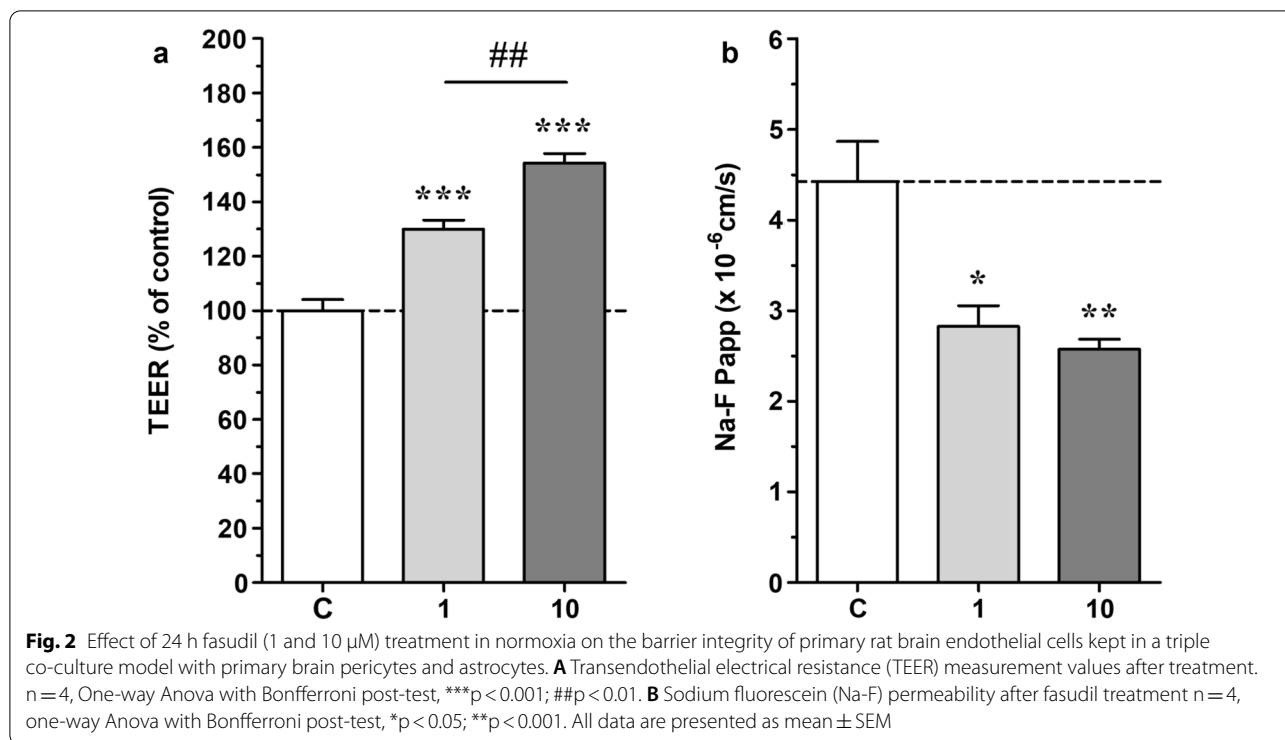 a
##
***
***
TEER (% of control)
200
180
160
140
120
100
80
60
40
20
0
C 1 10
b
*
**
Na-F Papp (x 10⁻⁶cm/s)
6
5
4
3
2
1
0
C 1 10
Fig. 2 Effect of 24 h fasudil (1 and 10 µM) treatment in normoxia on the barrier integrity of primary rat brain endothelial cells kept in a triple
co-culture model with primary brain pericytes and astrocytes. A Transendothelial electrical resistance (TEER) measurement values after treatment.
n = 4, One-way Anova with Bonfferroni post-test, ***p < 0.001; ##p < 0.01. B Sodium fluorescein (Na-F) permeability after fasudil treatment n = 4,
one-way Anova with Bonfferroni post-test, *p < 0.05; **p < 0.001. All data are presented as mean ± SEM